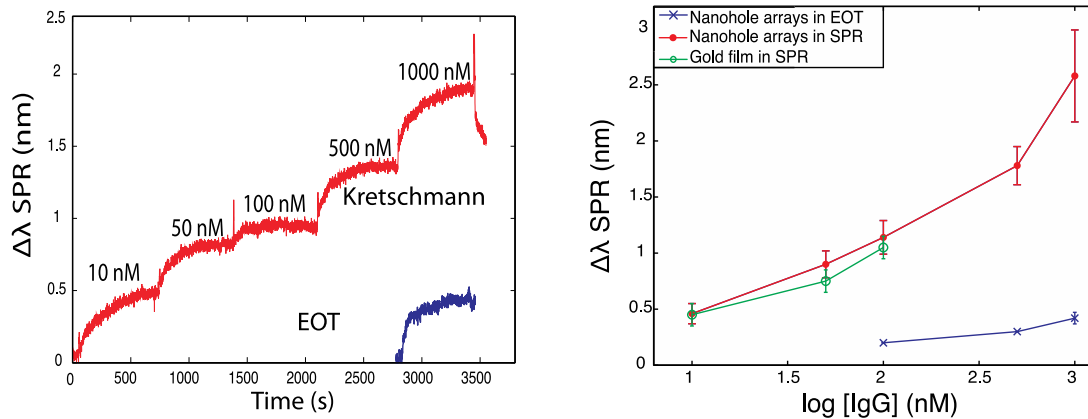 2.5
2
1.5
1
0.5
0
Δλ SPR (nm)
10 nM
50 nM
100 nM
500 nM
1000 nM
Kretschmann
EOT
0 500 1000 1500 2000 2500 3000 3500
Time (s)
3
2.5
2
1.5
1
0.5
0
Δλ SPR (nm)
Nanohole arrays in EOT
Nanohole arrays in SPR
Gold film in SPR
1 1.5 2 2.5 3
log [IgG] (nM)